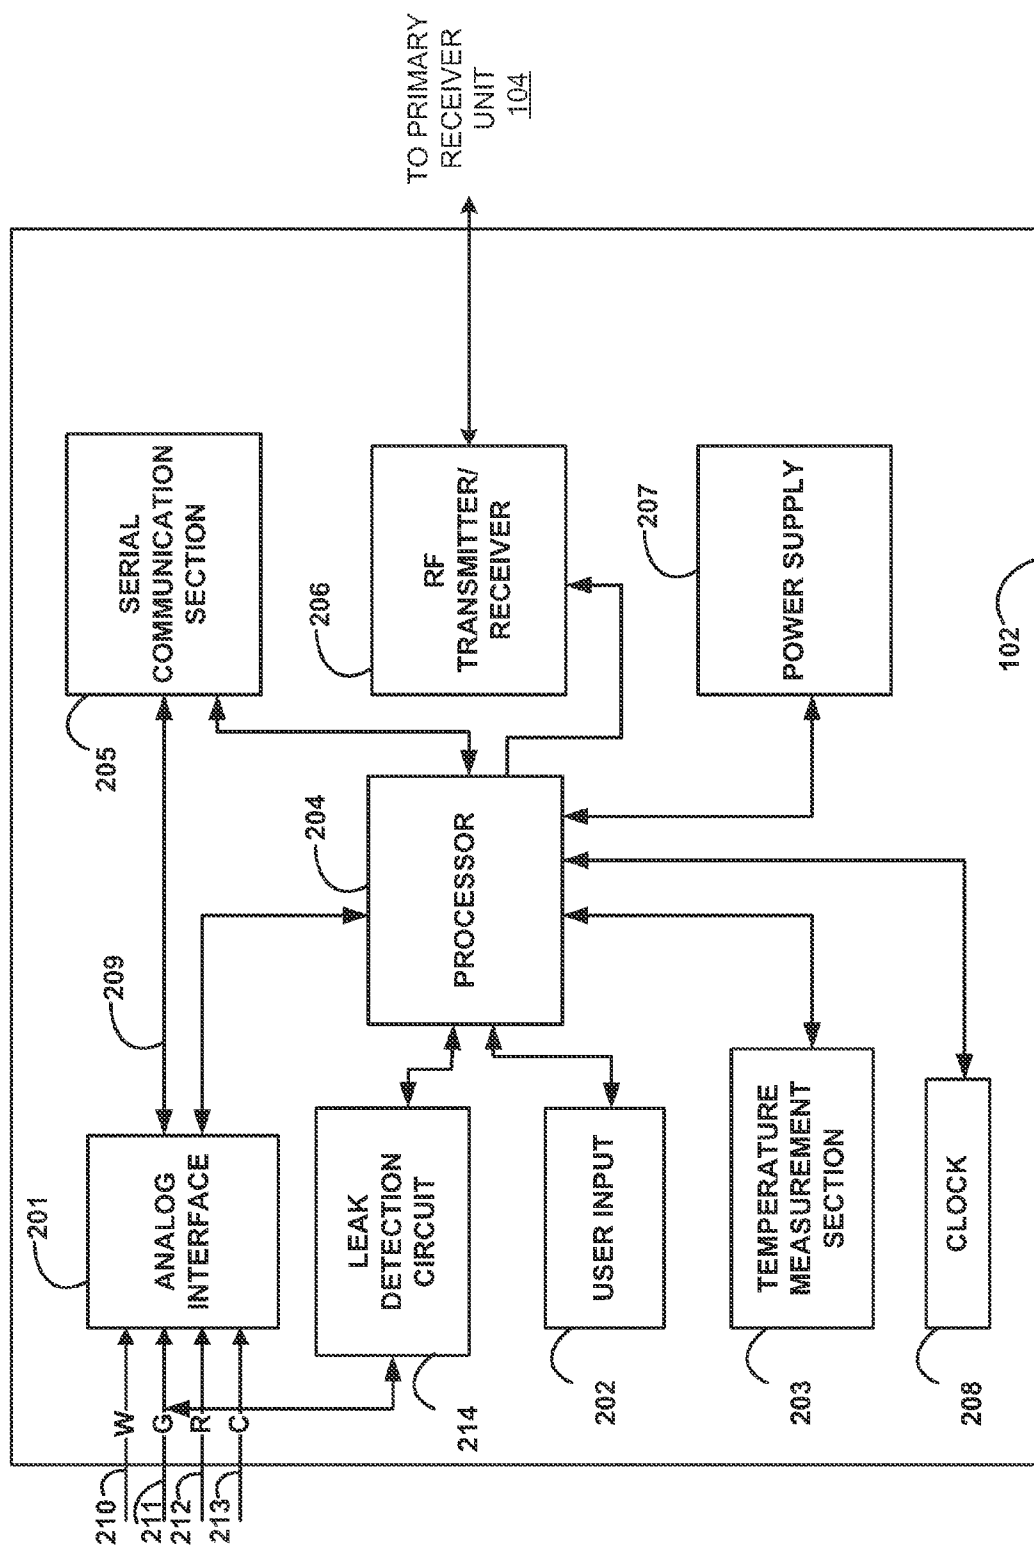 210
211
212
213
W
G
R
C
201
ANALOG
INTERFACE
209
205
SERIAL
COMMUNICATION
SECTION
214
LEAK
DETECTION
CIRCUIT
204
PROCESSOR
206
RF
TRANSMITTER/
RECEIVER
TO PRIMARY
RECEIVER
UNIT
104
202
USER INPUT
203
TEMPERATURE
MEASUREMENT
SECTION
207
POWER SUPPLY
208
CLOCK
102